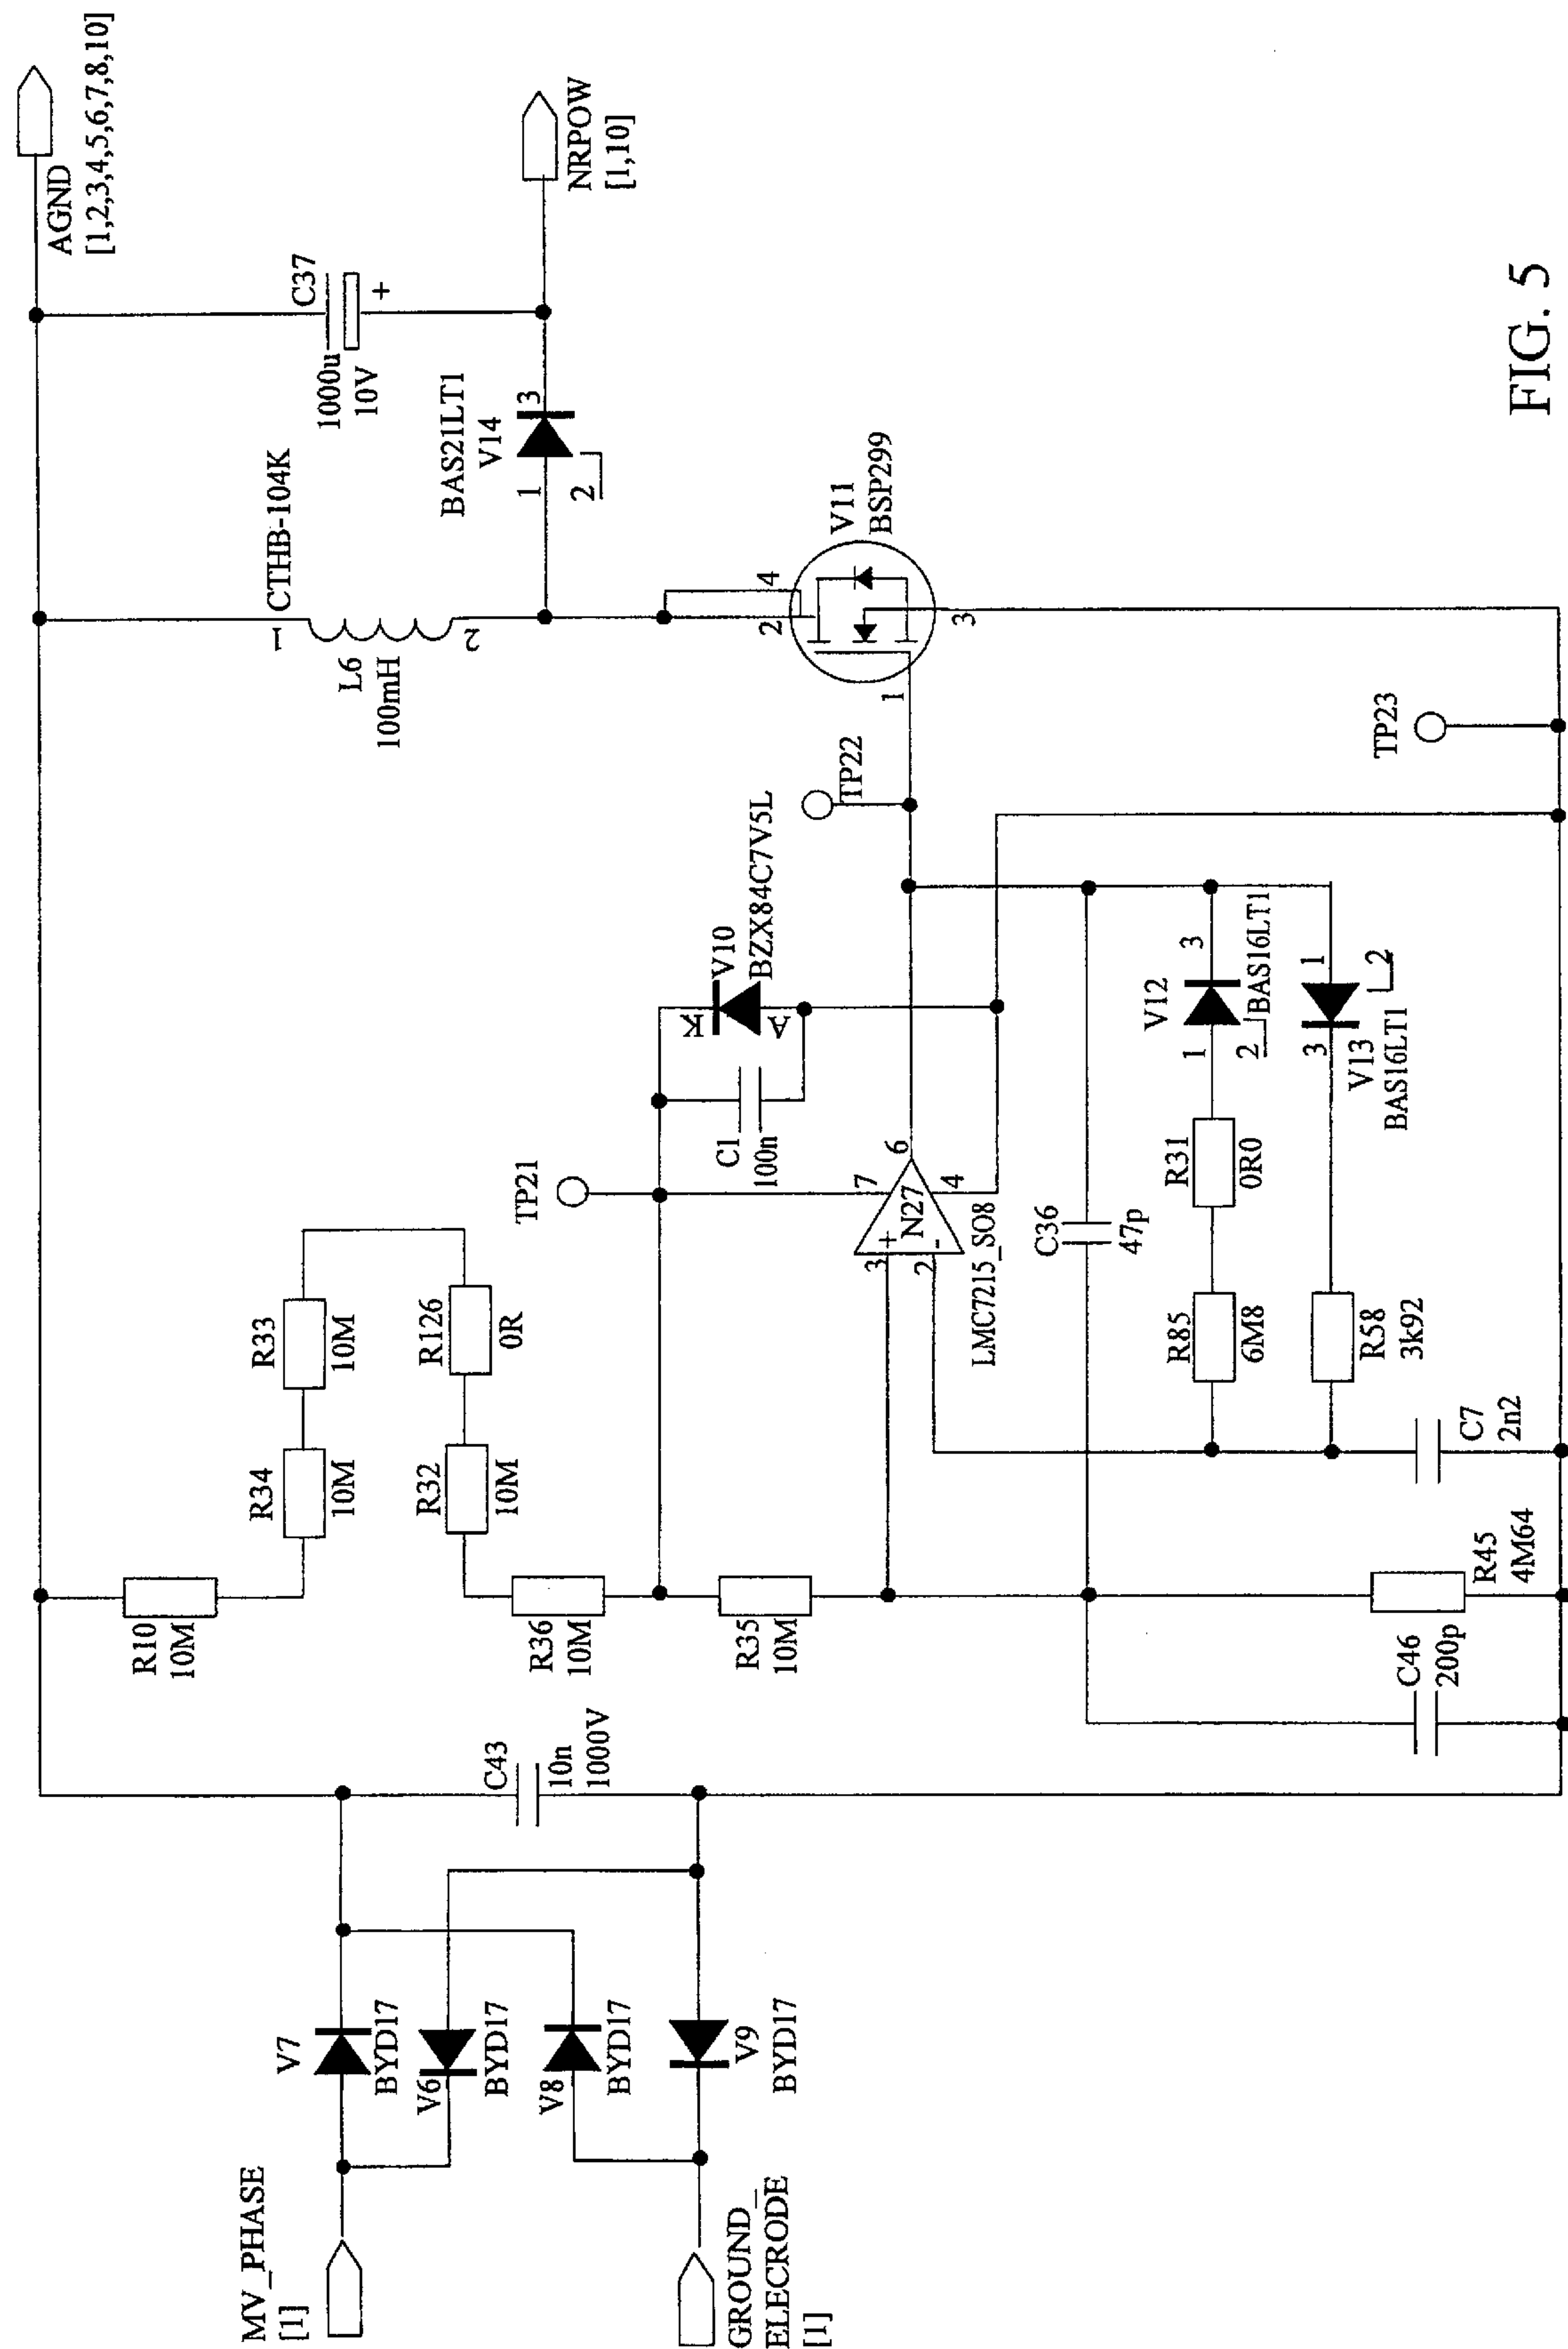 MV_PHASE
[1]
GROUND_
ELECRODE
[1]
V7
BYD17
V6
BYD17
V8
BYD17
V9
BYD17
C43
10n
1000V
R10
10M
R34
10M
R33
10M
R32
10M
R126
0R
R36
10M
R35
10M
C46
200p
R45
4M64
C7
2n2
TP21
C1
100n
K
A
V10
BZX84C7V5L
3
+
2
-
N27
7
4
6
LMC7215_SO8
C36
47p
R85
6M8
R31
0R0
1
2
V12
3
BAS16LT1
R58
3k92
3
1
2
V13
BAS16LT1
TP22
TP23
1
2
4
3
V11
BSP299
1
2
L6
100mH
CTHB-104K
1
2
3
BAS21LT1
V14
C37
1000u
10V
+
AGND
[1,2,3,4,5,6,7,8,10]
NRPOW
[1,10]
FIG. 5